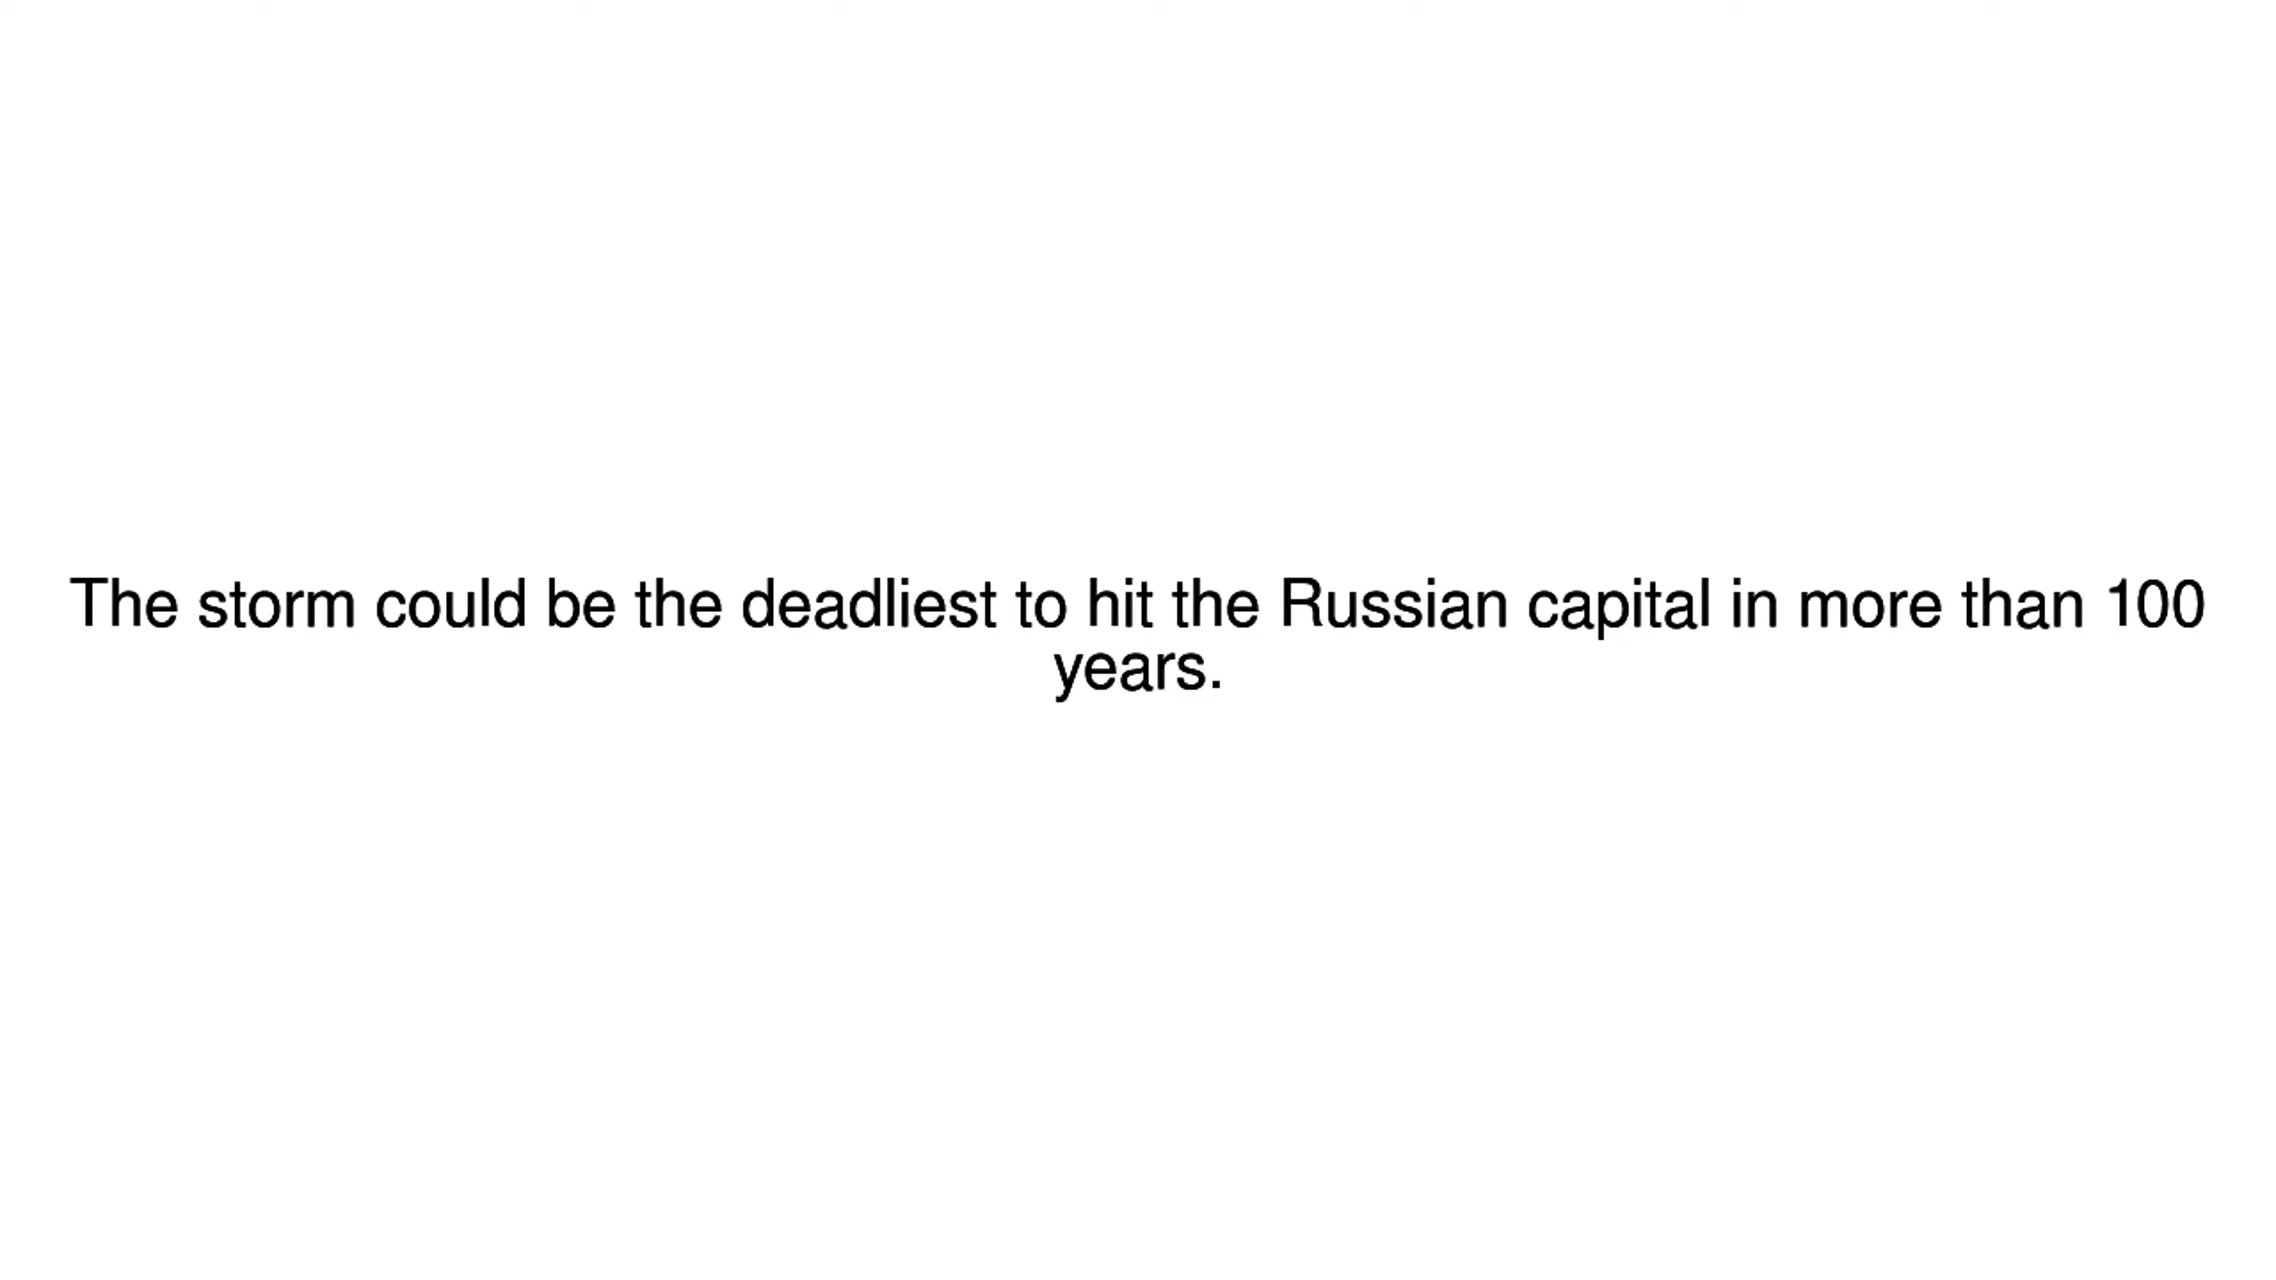 The storm could be the deadliest to hit the Russian capital in more than 100
years.